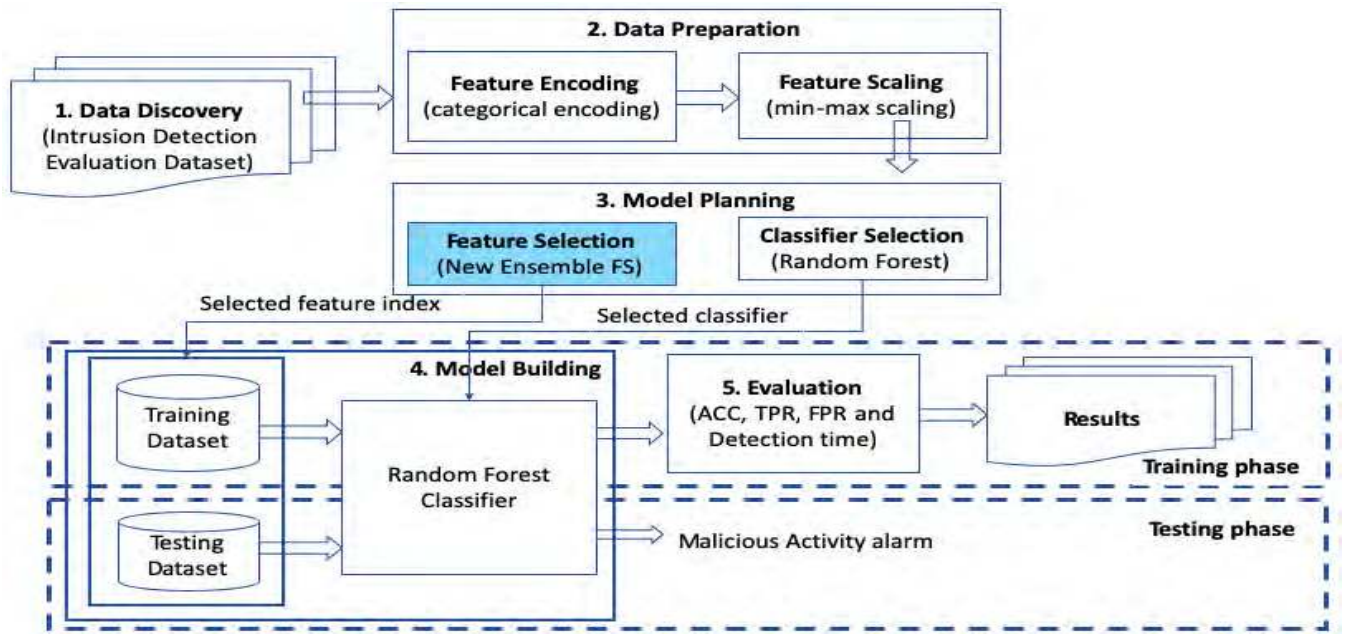 2. Data Preparation
1. Data Discovery
(Intrusion Detection
Evaluation Dataset)
Feature Encoding
(categorical encoding)
Feature Scaling
(min-max scaling)
3. Model Planning
Feature Selection
(New Ensemble FS)
Classifier Selection
(Random Forest)
Selected feature index
Selected classifier
4. Model Building
Training
Dataset
Random Forest
Classifier
5. Evaluation
(ACC, TPR, FPR and
Detection time)
Results
Training phase
Testing
Dataset
Malicious Activity alarm
Testing phase